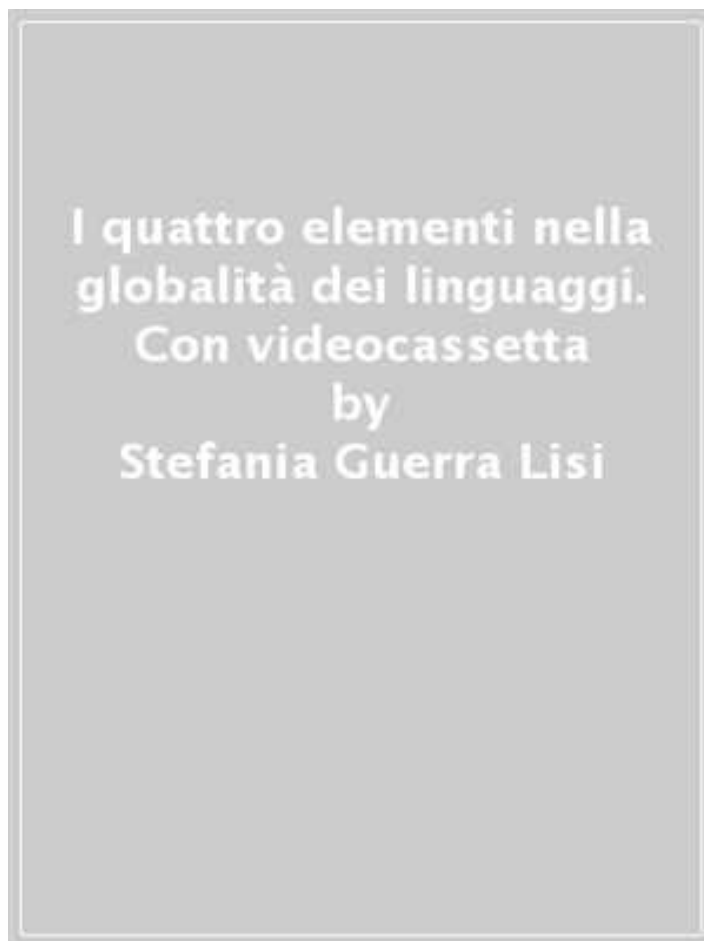 I quattro elementi nella
globalità dei linguaggi.
Con videocassetta
by
Stefania Guerra Lisi